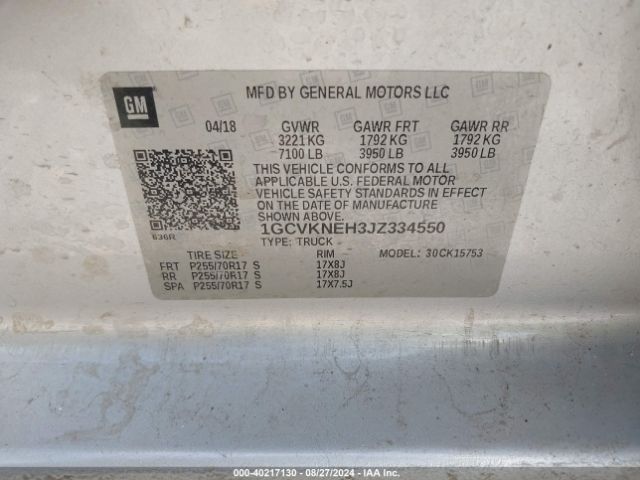 GM
MFD BY GENERAL MOTORS LLC
04/18 GVWR GAWR FRT GAWR RR
3221 KG 1792 KG 1792 KG
7100 LB 3950 LB 3950 LB
THIS VEHICLE CONFORMS TO ALL
APPLICABLE U.S. FEDERAL MOTOR
VEHICLE SAFETY STANDARDS IN EFFECT
ON THE DATE OF MANUFACTURE
SHOWN ABOVE.
636R 1GCVKNEH3JZ334550
TYPE: TRUCK MODEL: 30CK15753
TIRE SIZE RIM
FRT P255/70R17 S 17X8J
RR P255/70R17 S 17X8J
SPA P255/70R17 S 17X7.5J
000-40217130 - 08/27/2024 - IAA Inc.